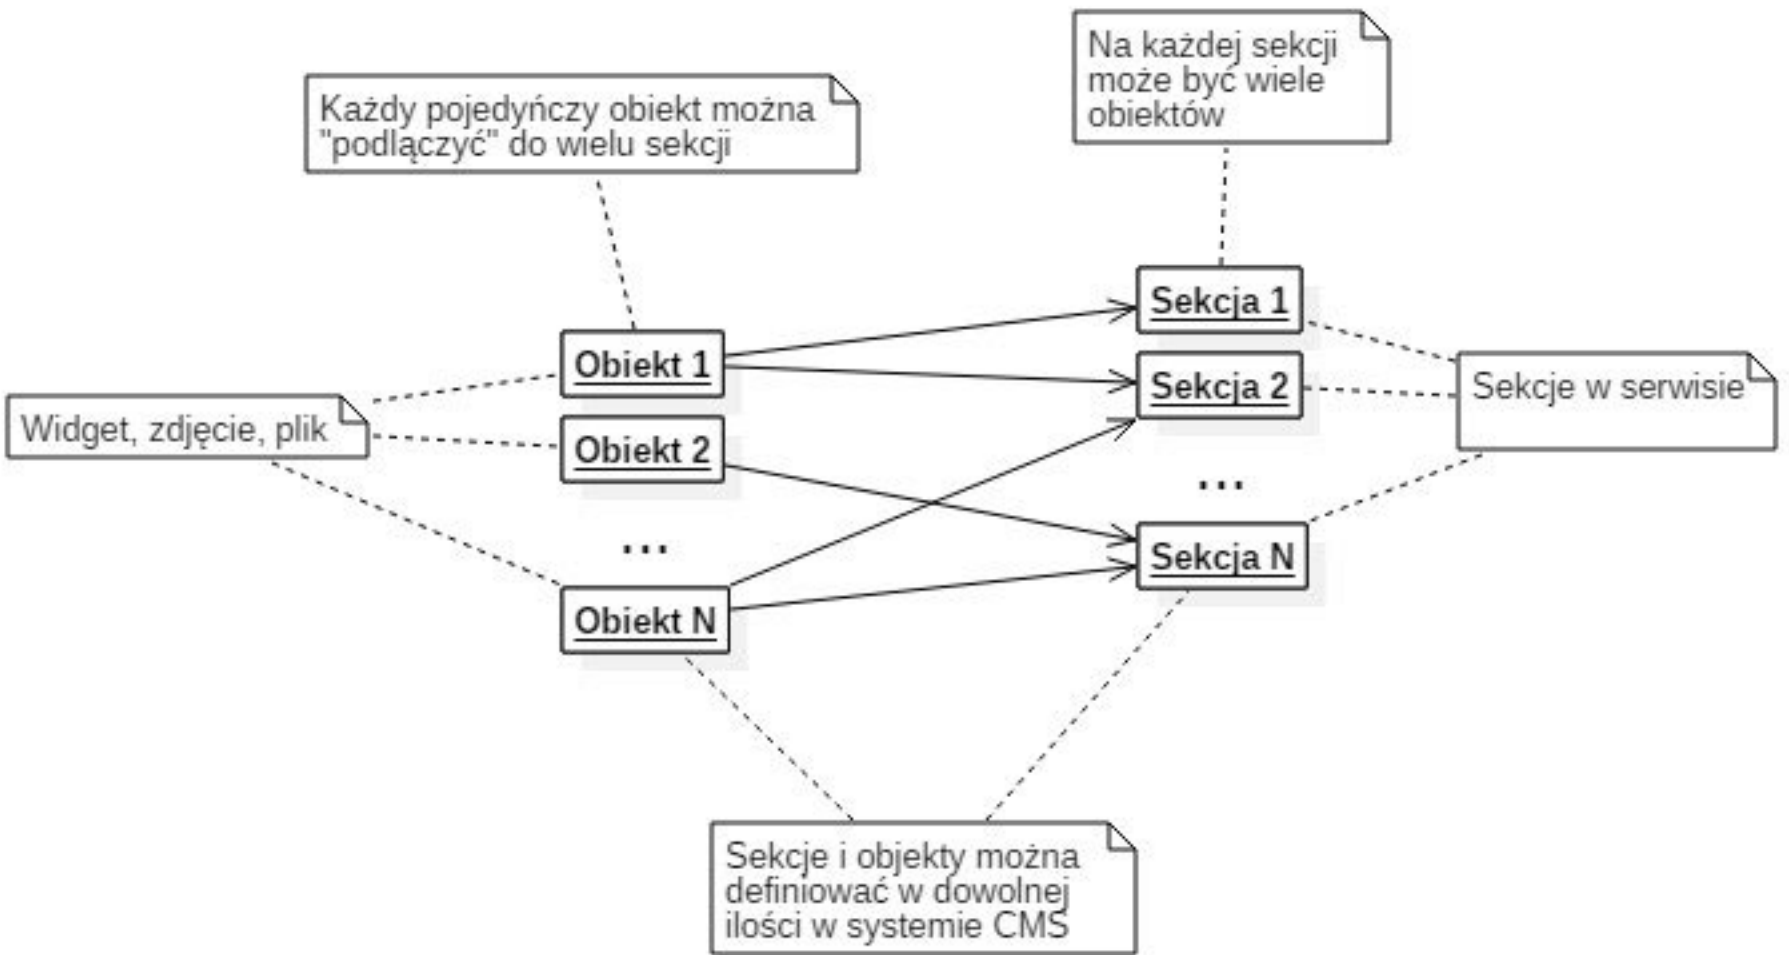 Na każdej sekcji
może być wiele
obiektów
Każdy pojedyńczy obiekt można
"podlączyć" do wielu sekcji
Sekcja 1
Obiekt 1
Sekcja 2
Sekcje w serwisie
Widget, zdjęcie, plik
Obiekt 2
...
...
Sekcja N
Obiekt N
Sekcje i objekty można
definiować w dowolnej
ilości w systemie CMS